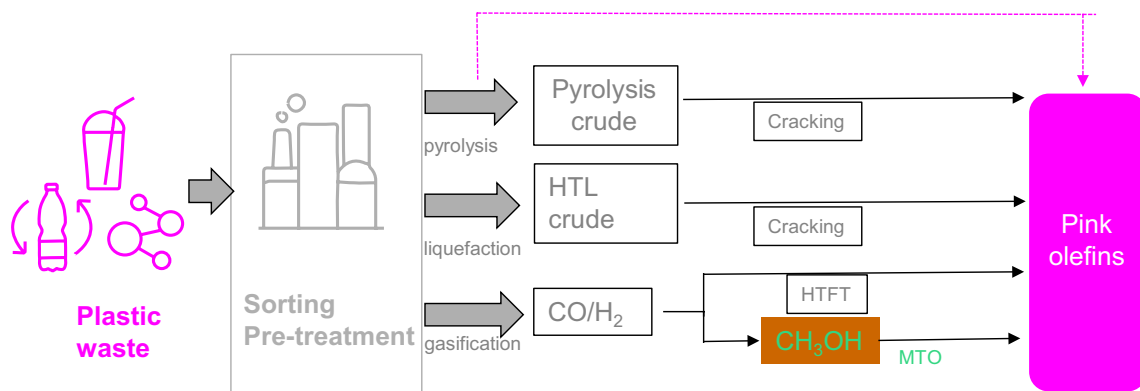 Plastic
waste
Sorting
Pre-treatment
pyrolysis
Pyrolysis
crude
Cracking
liquefaction
HTL
crude
Cracking
gasification
CO/H₂
HTFT
CH₃OH
MTO
Pink
olefins